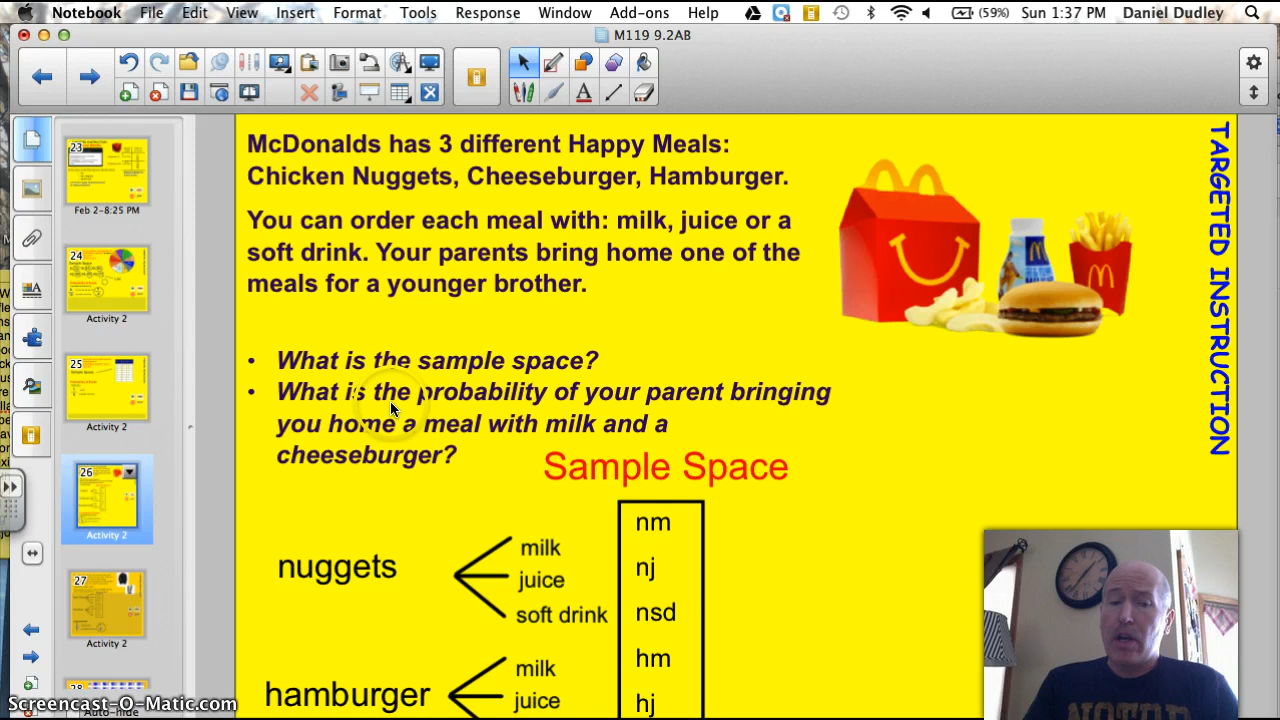 Notebook File Edit View Insert Format Tools Response Window Add-ons Help (59%) Sun 1:37 PM Daniel Dudley
M119 9.2AB
23
Feb 2-8:25 PM
24
Activity 2
25
Activity 2
26
Activity 2
27
Activity 2
28
Auto-hide
McDonalds has 3 different Happy Meals:
Chicken Nuggets, Cheeseburger, Hamburger.
You can order each meal with: milk, juice or a
soft drink. Your parents bring home one of the
meals for a younger brother.
• What is the sample space?
• What is the probability of your parent bringing
you home a meal with milk and a
cheeseburger?
Sample Space
nuggets
milk
juice
soft drink
nm
nj
nsd
hamburger
milk
juice
hm
hj
TARGETED INSTRUCTION
Screencast-O-Matic.com